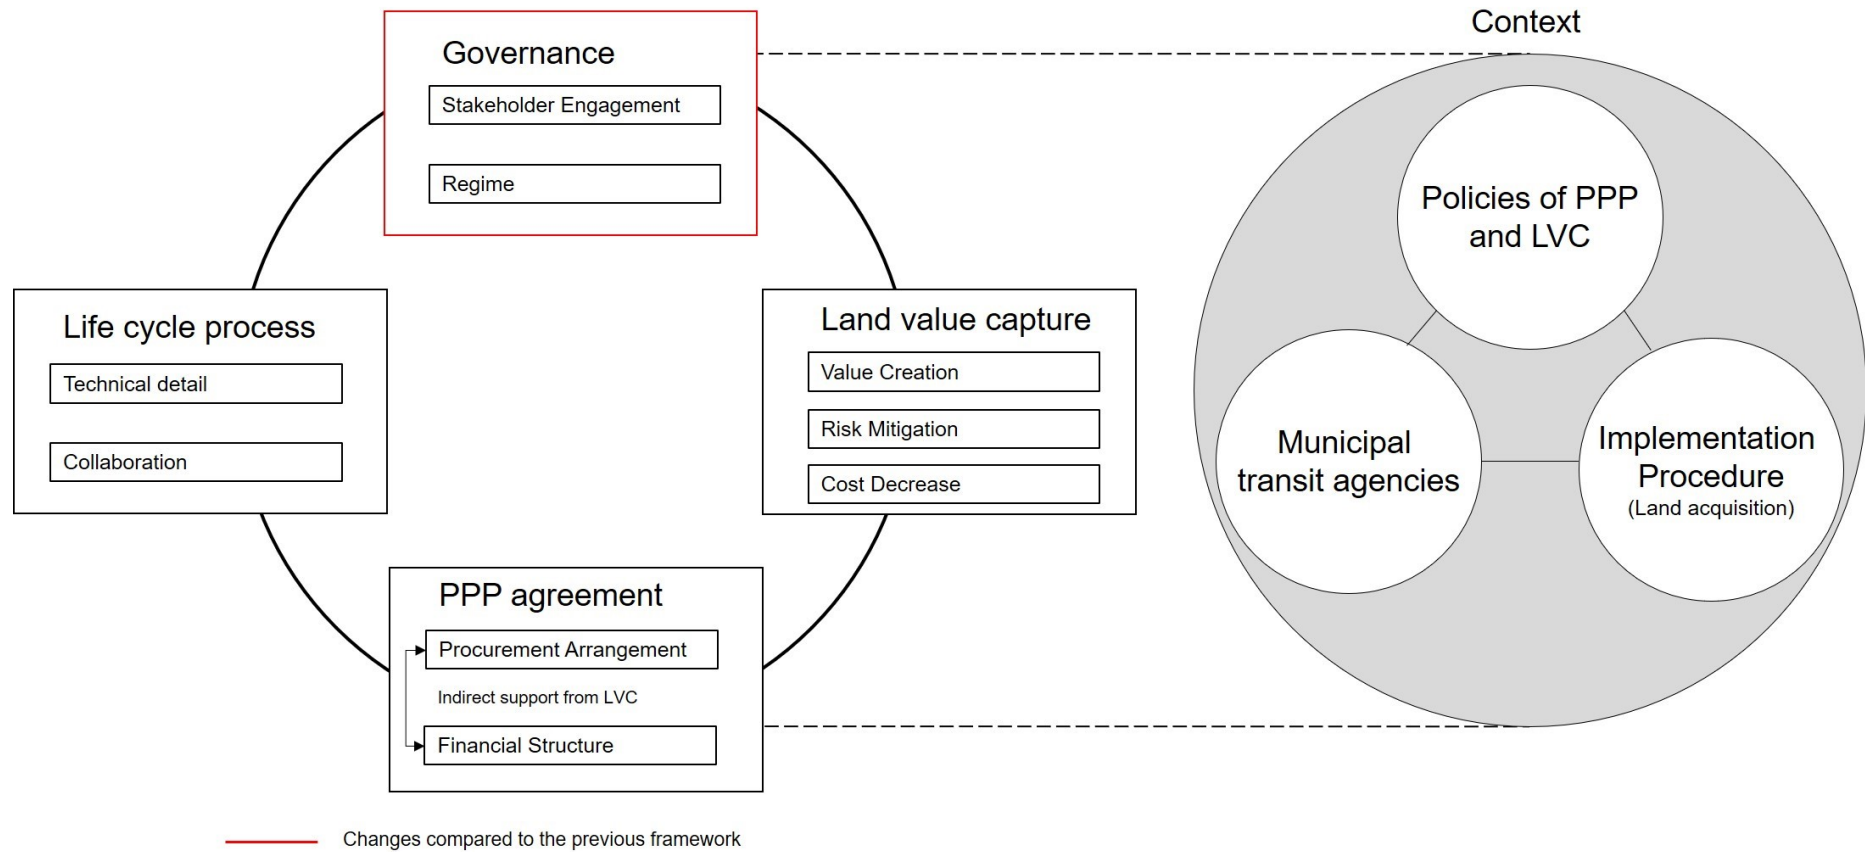 Context
Governance
Stakeholder Engagement
Regime
Life cycle process
Technical detail
Collaboration
Land value capture
Value Creation
Risk Mitigation
Cost Decrease
PPP agreement
Procurement Arrangement
Indirect support from LVC
Financial Structure
Policies of PPP
and LVC
Municipal
transit agencies
Implementation
Procedure
(Land acquisition)
Changes compared to the previous framework